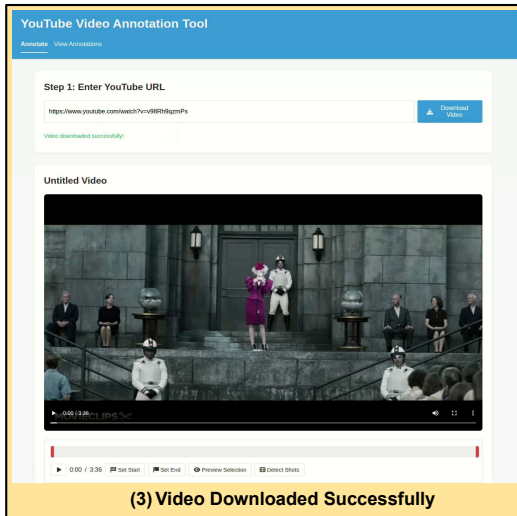 YouTube Video Annotation Tool
Annotate View Annotations
Step 1: Enter YouTube URL
https://www.youtube.com/watch?v=v98Rh9qzmPs
Download
Video
Video downloaded successfully!
Untitled Video
0:00 / 3:36
MOVIECLIPS
0:00 / 3:36 Set Start Set End Preview Selection Detect Shots
(3) Video Downloaded Successfully